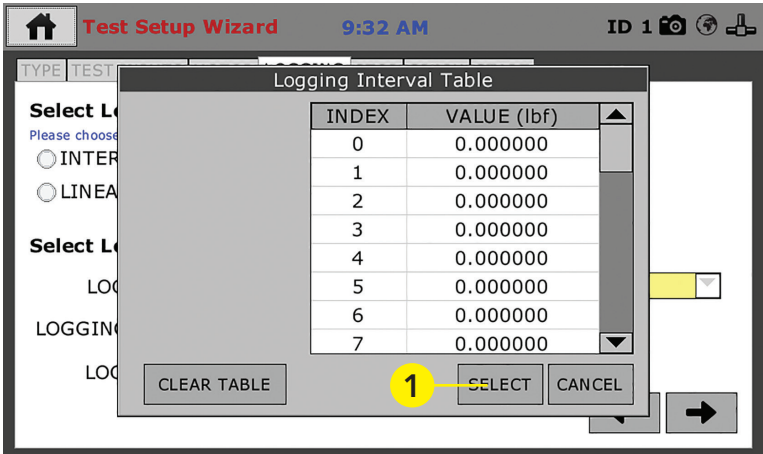 Test Setup Wizard 9:32 AM ID 1
TYPE TEST
Logging Interval Table
Select Lo
Please choose
INTER
LINEA
INDEX VALUE (lbf)
0 0.000000
1 0.000000
2 0.000000
3 0.000000
4 0.000000
5 0.000000
6 0.000000
7 0.000000
Select Lo
LOG
LOGGING
LOG
CLEAR TABLE 1 SELECT CANCEL